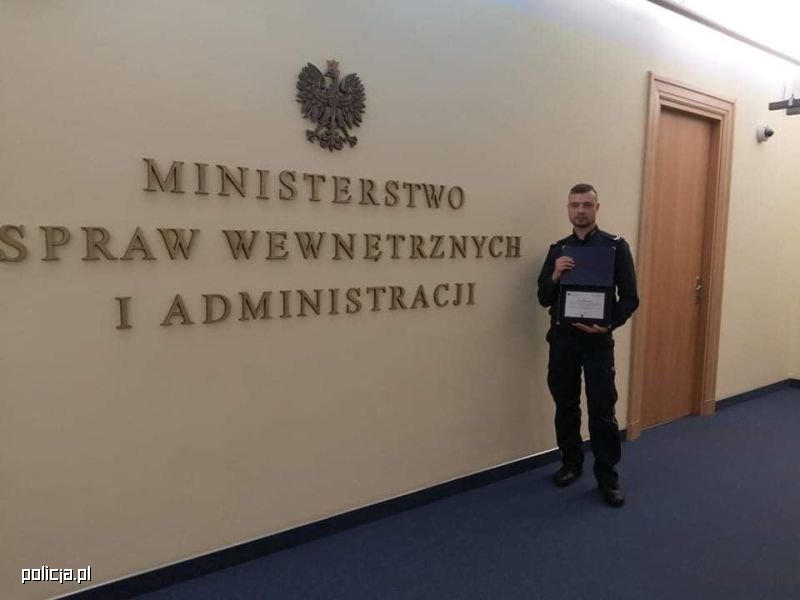 MINISTERSTWO
SPRAW WEWNĘTRZNYCH
I ADMINISTRACJI
policja.pl